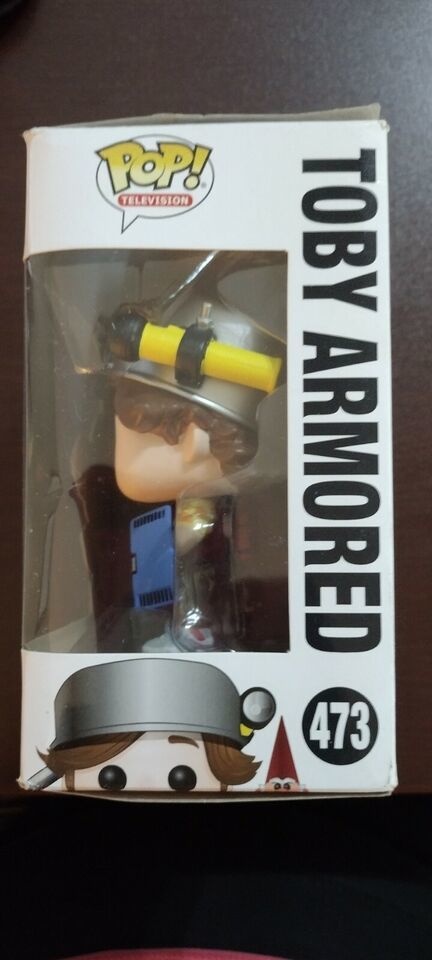 POP!
TELEVISION
TOBY ARMORED
473